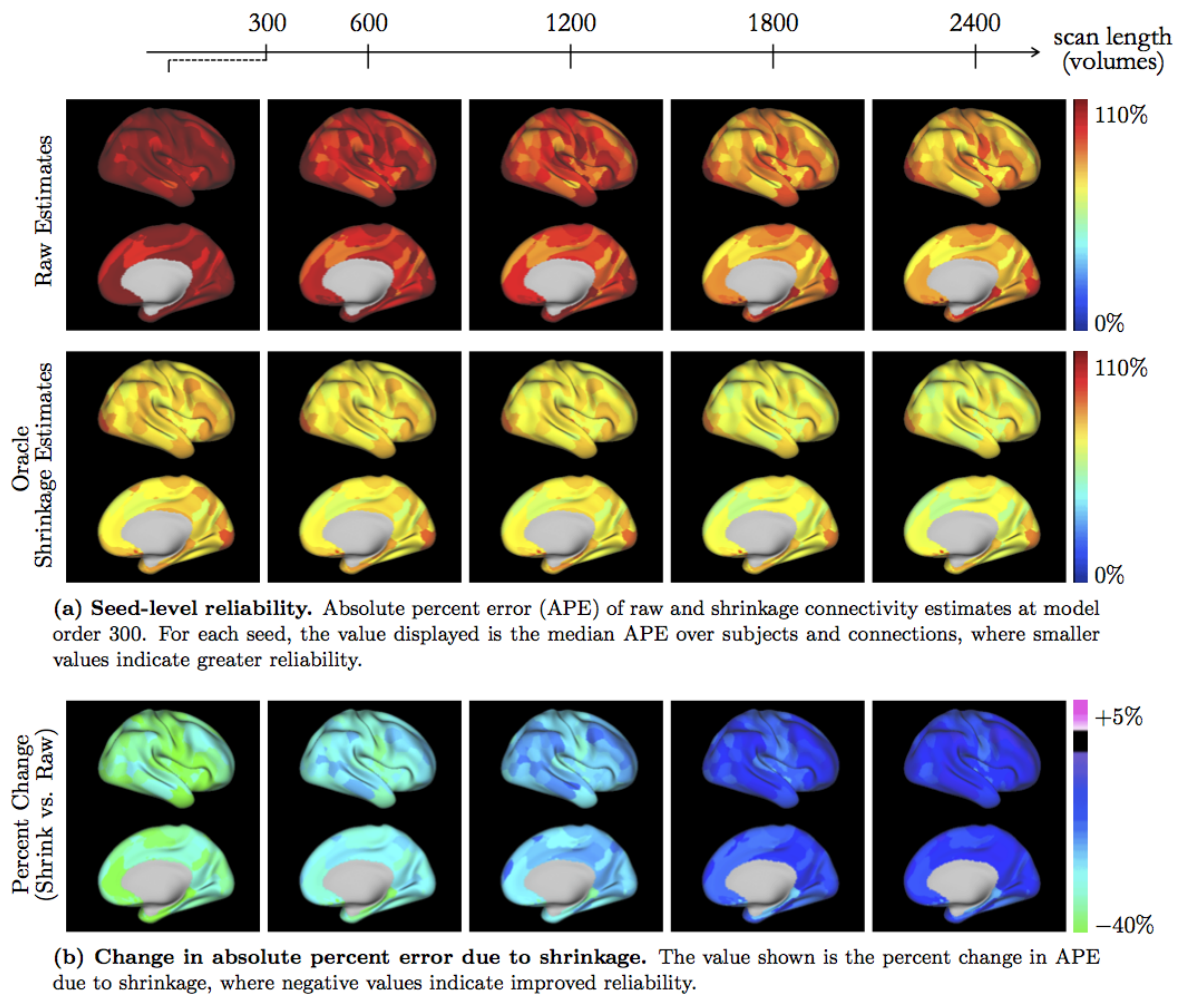 300 600 1200 1800 2400
scan length
(volumes)
Raw Estimates
110%
0%
Oracle
Shrinkage Estimates
110%
0%
(a) Seed-level reliability. Absolute percent error (APE) of raw and shrinkage connectivity estimates at model
order 300. For each seed, the value displayed is the median APE over subjects and connections, where smaller
values indicate greater reliability.
Percent Change
(Shrink vs. Raw)
+5%
−40%
(b) Change in absolute percent error due to shrinkage. The value shown is the percent change in APE
due to shrinkage, where negative values indicate improved reliability.